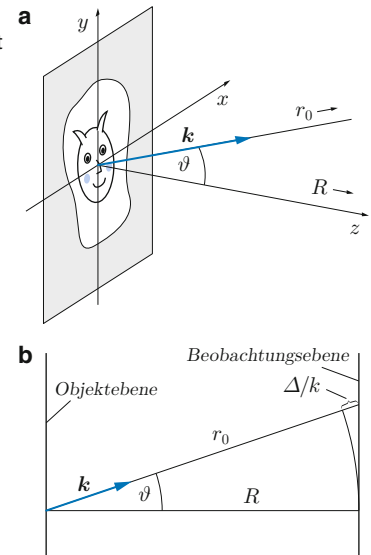 a
t
y
x
r₀ →
k
ϑ
R →
z
b
Beobachtungsebene
Objektebene
Δ/k
r₀
k
ϑ
R